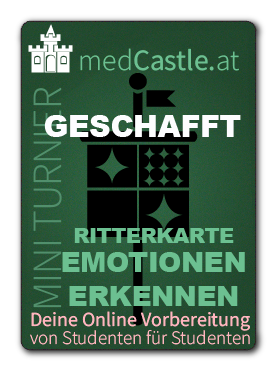 medCastle.at
MINI TURNIER
GESCHAFFT
RITTERKARTE
EMOTIONEN
ERKENNEN
Deine Online Vorbereitung
von Studenten für Studenten